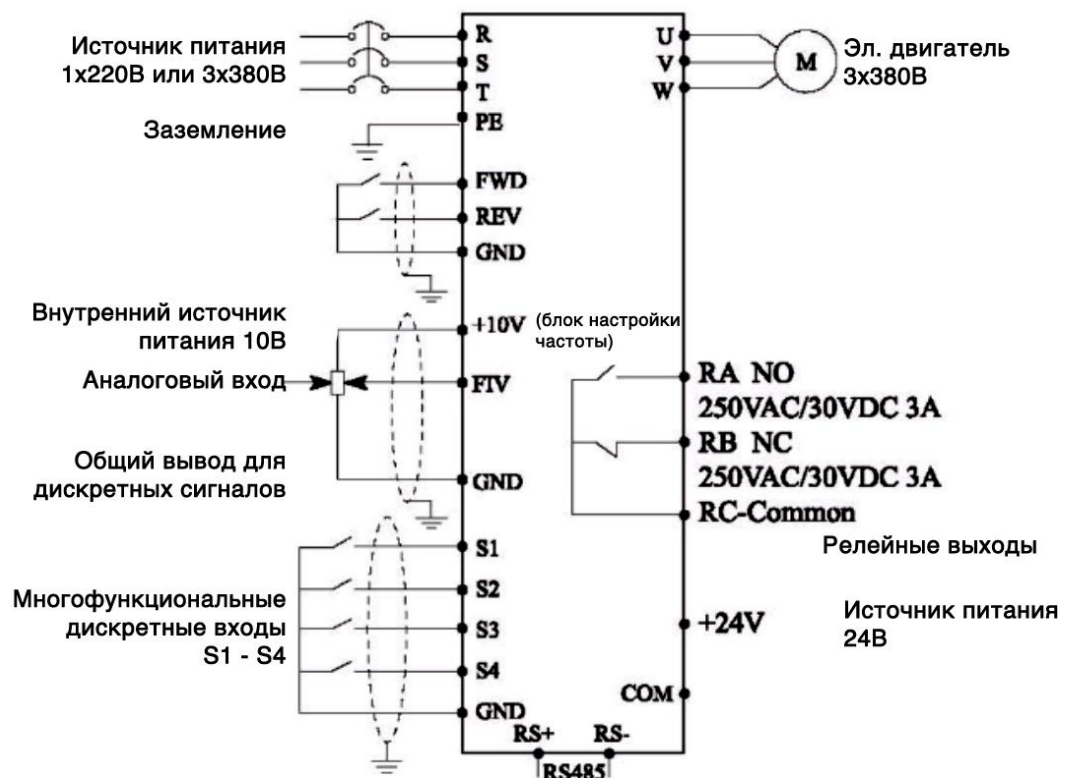 Источник питания
1х220В или 3х380В
R
S
T
PE
Заземление
U
V
W
M
Эл. двигатель
3х380В
FWD
REV
GND
Внутренний источник
питания 10В
+10V
(блок настройки
частоты)
Аналоговый вход
FIV
Общий вывод для
дискретных сигналов
GND
RA NO
250VAC/30VDC 3A
RB NC
250VAC/30VDC 3A
RC-Common
Релейные выходы
S1
S2
S3
S4
GND
Многофункциональные
дискретные входы
S1 - S4
+24V
Источник питания
24В
COM
RS+ RS-
RS485